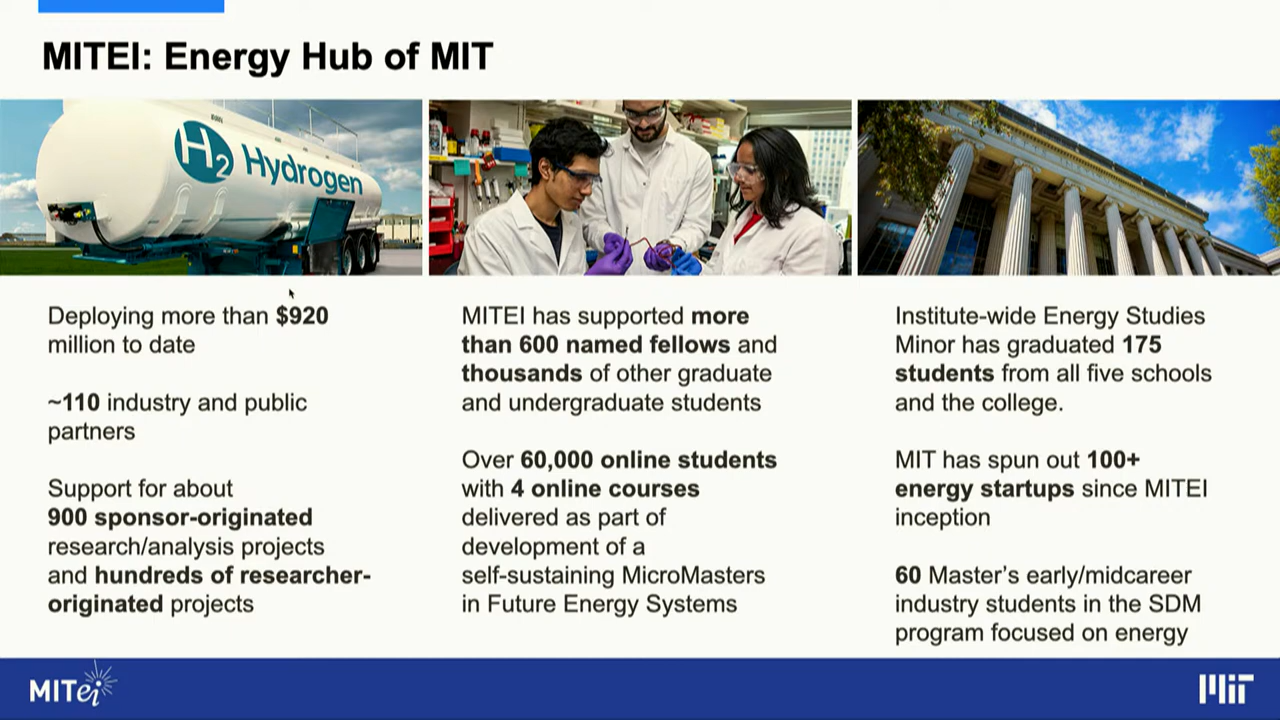 MITEI: Energy Hub of MIT
H2 Hydrogen
Deploying more than $920
million to date
~110 industry and public
partners
Support for about
900 sponsor-originated
research/analysis projects
and hundreds of researcher-
originated projects
MITEI has supported more
than 600 named fellows and
thousands of other graduate
and undergraduate students
Over 60,000 online students
with 4 online courses
delivered as part of
development of a
self-sustaining MicroMasters
in Future Energy Systems
Institute-wide Energy Studies
Minor has graduated 175
students from all five schools
and the college.
MIT has spun out 100+
energy startups since MITEI
inception
60 Master's early/midcareer
industry students in the SDM
program focused on energy
MITei
MIT